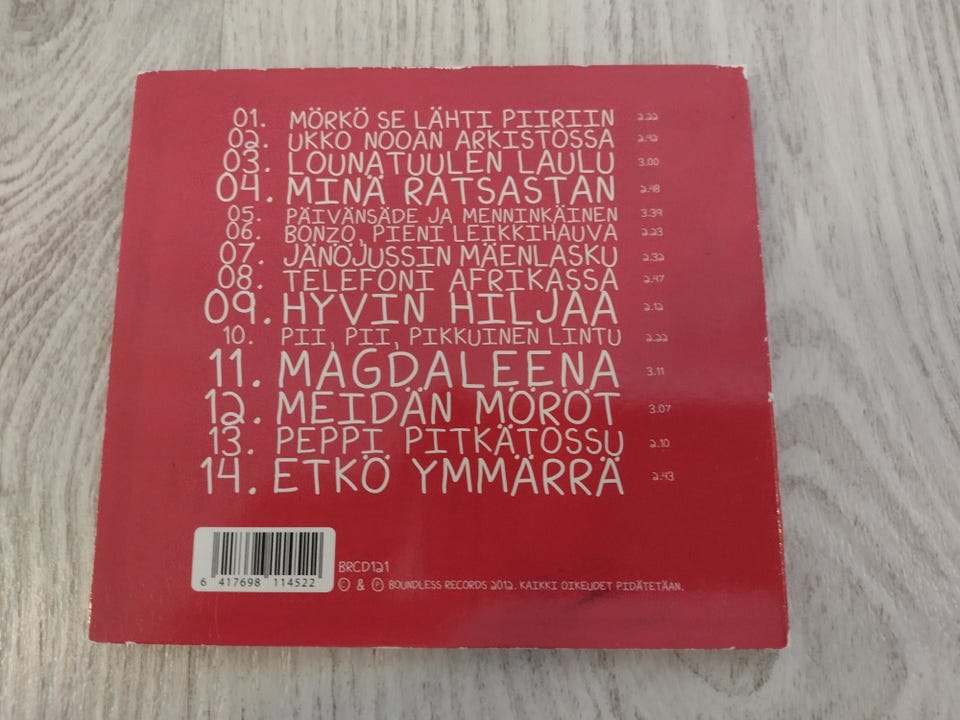 01. MÖRKÖ SE LÄHTI PIIRIIN 2.22
02. UKKO NOOAN ARKISTOSSA 2.42
03. LOUNATUULEN LAULU 3.00
04. MINÄ RATSASTAN 2.48
05. PÄIVÄNSÄDE JA MENNINKÄINEN 3.39
06. BONZO, PIENI LEIKKIHAUVA 2.23
07. JÄNÖJUSSIN MÄENLASKU 2.32
08. TELEFONI AFRIKASSA 2.47
09. HYVIN HILJAA 2.12
10. PII, PII, PIKKUINEN LINTU 2.22
11. MAGDALEENA 3.11
12. MEIDÄN MÖRÖT 3.07
13. PEPPI PITKÄTOSSU 2.10
14. ETKÖ YMMÄRRÄ 2.43
6 417698 114522
BRCD121
© & ℗ BOUNDLESS RECORDS 2012. KAIKKI OIKEUDET PIDÄTETÄÄN.